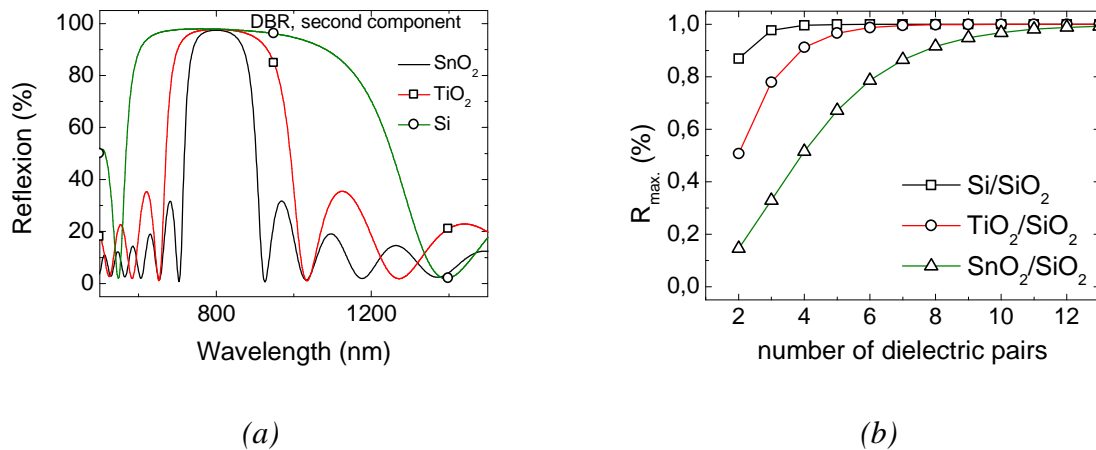 DBR, second component
SnO₂
TiO₂
Si
100
80
60
40
20
0
800 1200
Reflexion (%)
Wavelength (nm)
(a)
1,0
0,8
0,6
0,4
0,2
0,0
2 4 6 8 10 12
R max. (%)
Si/SiO₂
TiO₂/SiO₂
SnO₂/SiO₂
number of dielectric pairs
(b)